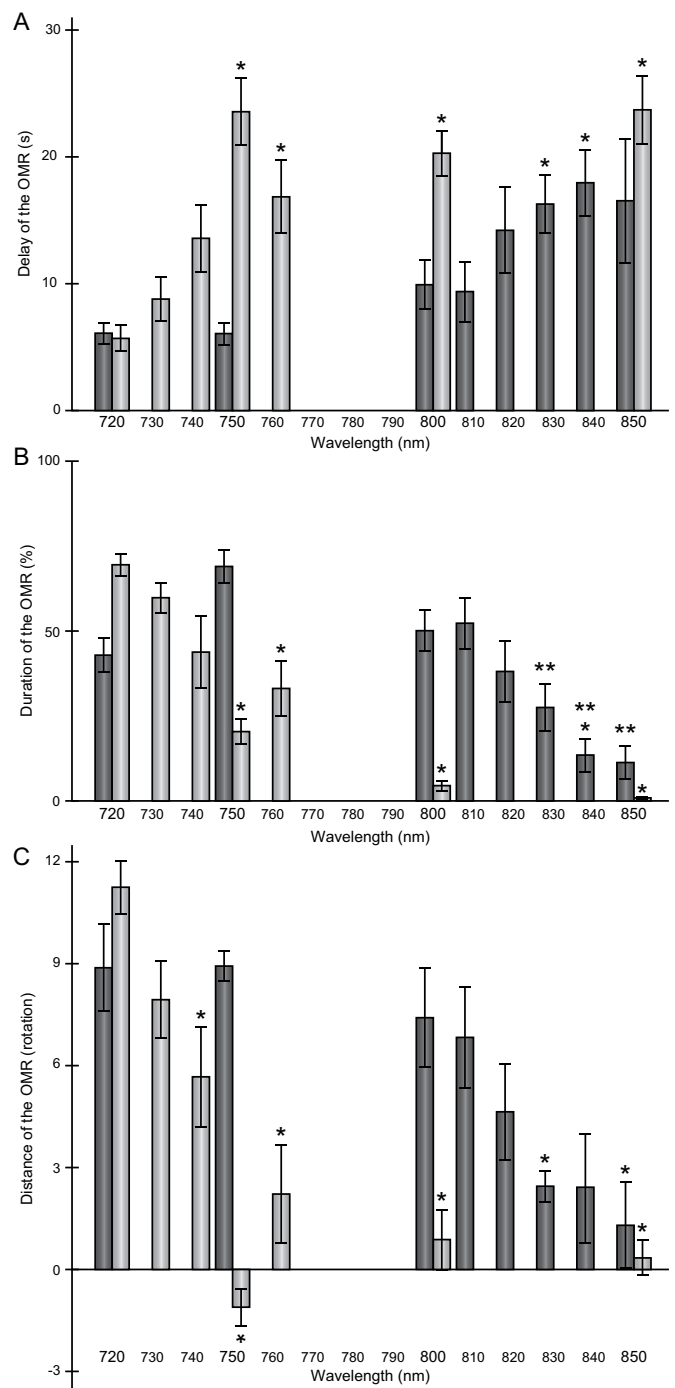 A
Delay of the OMR (s)
30
20
10
0
* * * * * *
720 730 740 750 760 770 780 790 800 810 820 830 840 850
Wavelength (nm)
B
Duration of the OMR (%)
100
50
0
* * * ** ** * ** *
720 730 740 750 760 770 780 790 800 810 820 830 840 850
Wavelength (nm)
C
Distance of the OMR (rotation)
12
9
6
3
0
-3
* * * * * * *
720 730 740 750 760 770 780 790 800 810 820 830 840 850
Wavelength (nm)